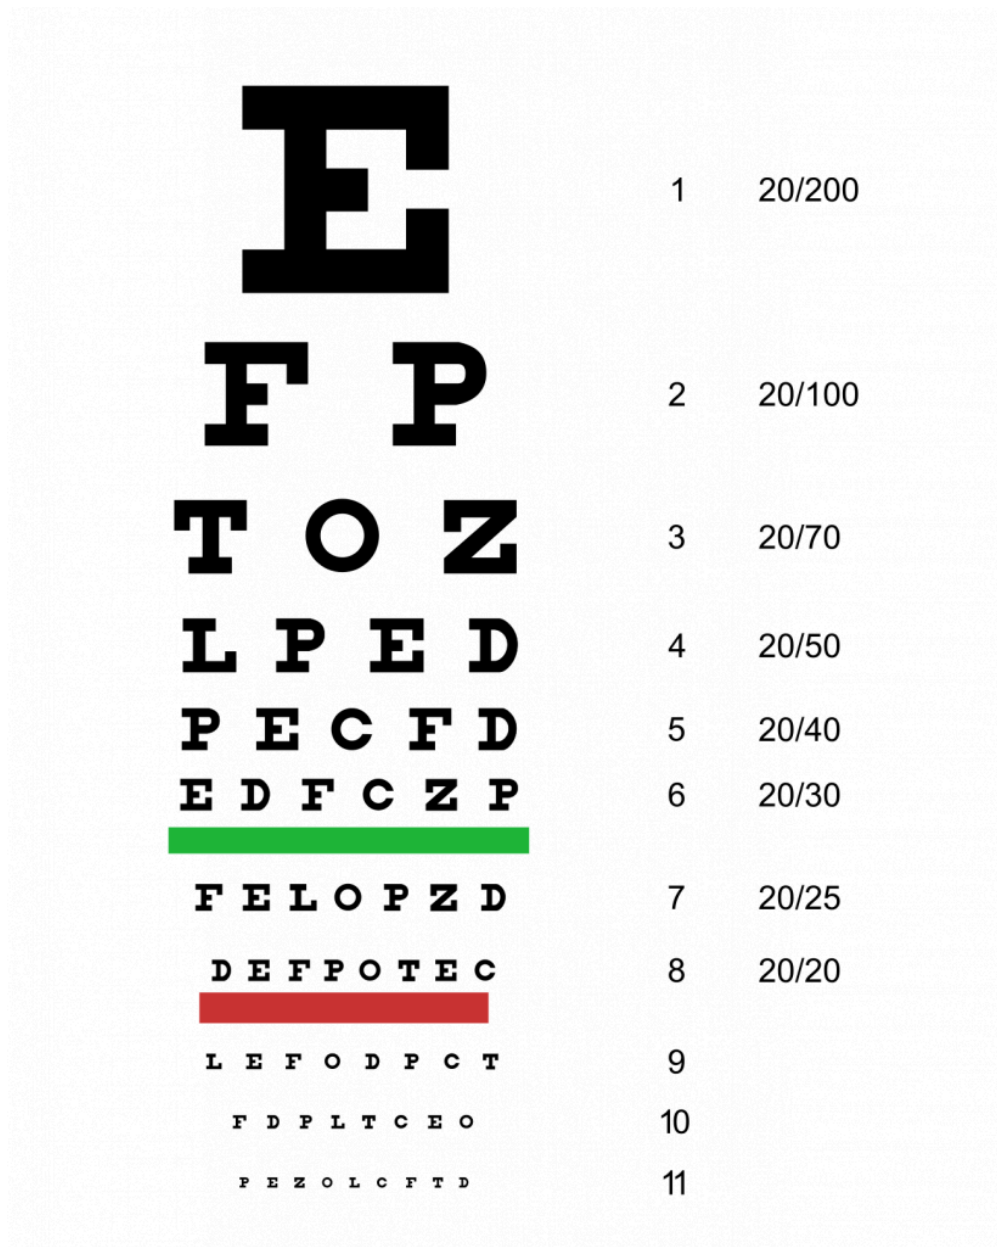 E 1 20/200
F P 2 20/100
T O Z 3 20/70
L P E D 4 20/50
P E C F D 5 20/40
E D F C Z P 6 20/30
F E L O P Z D 7 20/25
D E F P O T E C 8 20/20
L E F O D P C T 9
F D P L T C E O 10
P E Z O L C F T D 11